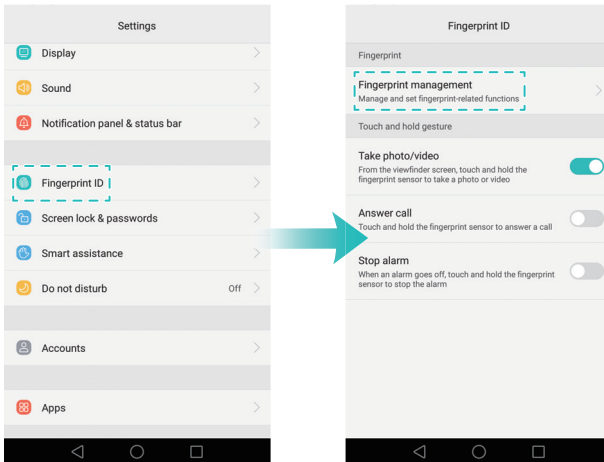 Settings
Display
Sound
Notification panel & status bar
Fingerprint ID
Screen lock & passwords
Smart assistance
Do not disturb Off
Accounts
Apps
Fingerprint ID
Fingerprint
Fingerprint management
Manage and set fingerprint-related functions
Touch and hold gesture
Take photo/video
From the viewfinder screen, touch and hold the
fingerprint sensor to take a photo or video
Answer call
Touch and hold the fingerprint sensor to answer a call
Stop alarm
When an alarm goes off, touch and hold the fingerprint
sensor to stop the alarm